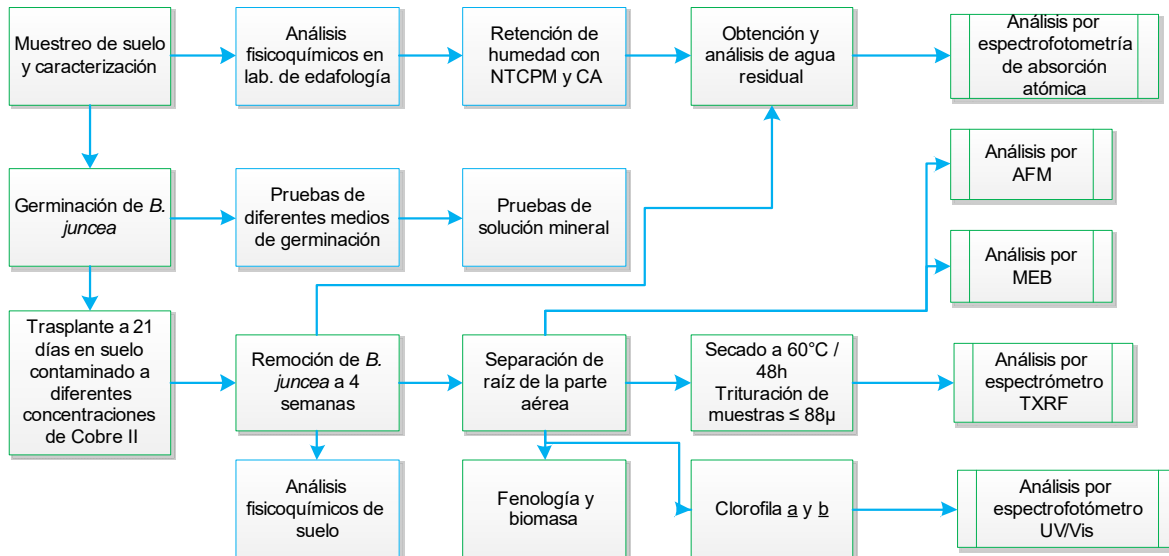 Muestreo de suelo
y caracterización
Análisis
fisicoquímicos en
lab. de edafología
Retención de
humedad con
NTCPM y CA
Obtención y
análisis de agua
residual
Análisis por
espectrofotometría
de absorción
atómica
Análisis por
AFM
Germinación de B.
juncea
Pruebas de
diferentes medios
de germinación
Pruebas de
solución mineral
Análisis por
MEB
Trasplante a 21
días en suelo
contaminado a
diferentes
concentraciones
de Cobre II
Remoción de B.
juncea a 4
semanas
Separación de
raíz de la parte
aérea
Secado a 60°C /
48h
Trituración de
muestras ≤ 88µ
Análisis por
espectrómetro
TXRF
Análisis
fisicoquímicos de
suelo
Fenología y
biomasa
Clorofila a y b
Análisis por
espectrofotómetro
UV/Vis